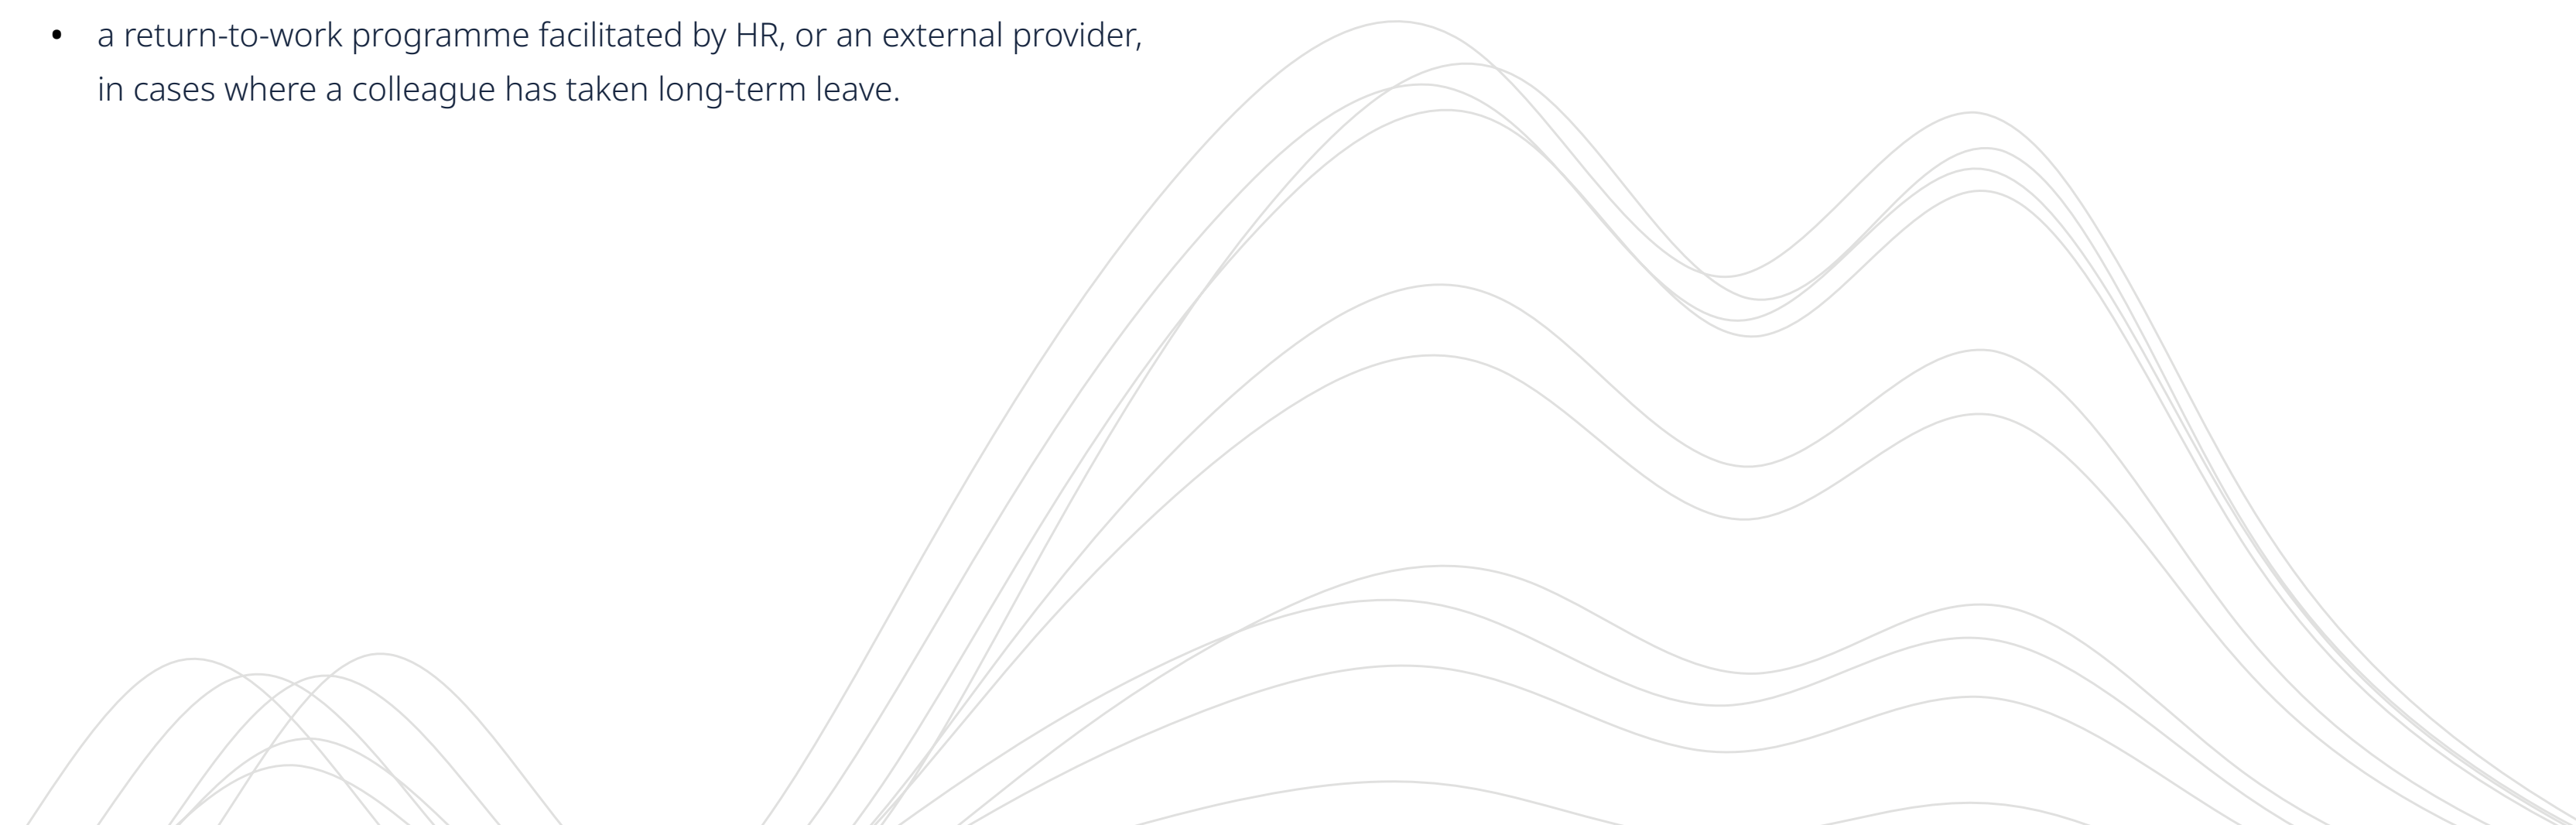 • a return-to-work programme facilitated by HR, or an external provider,
in cases where a colleague has taken long-term leave.